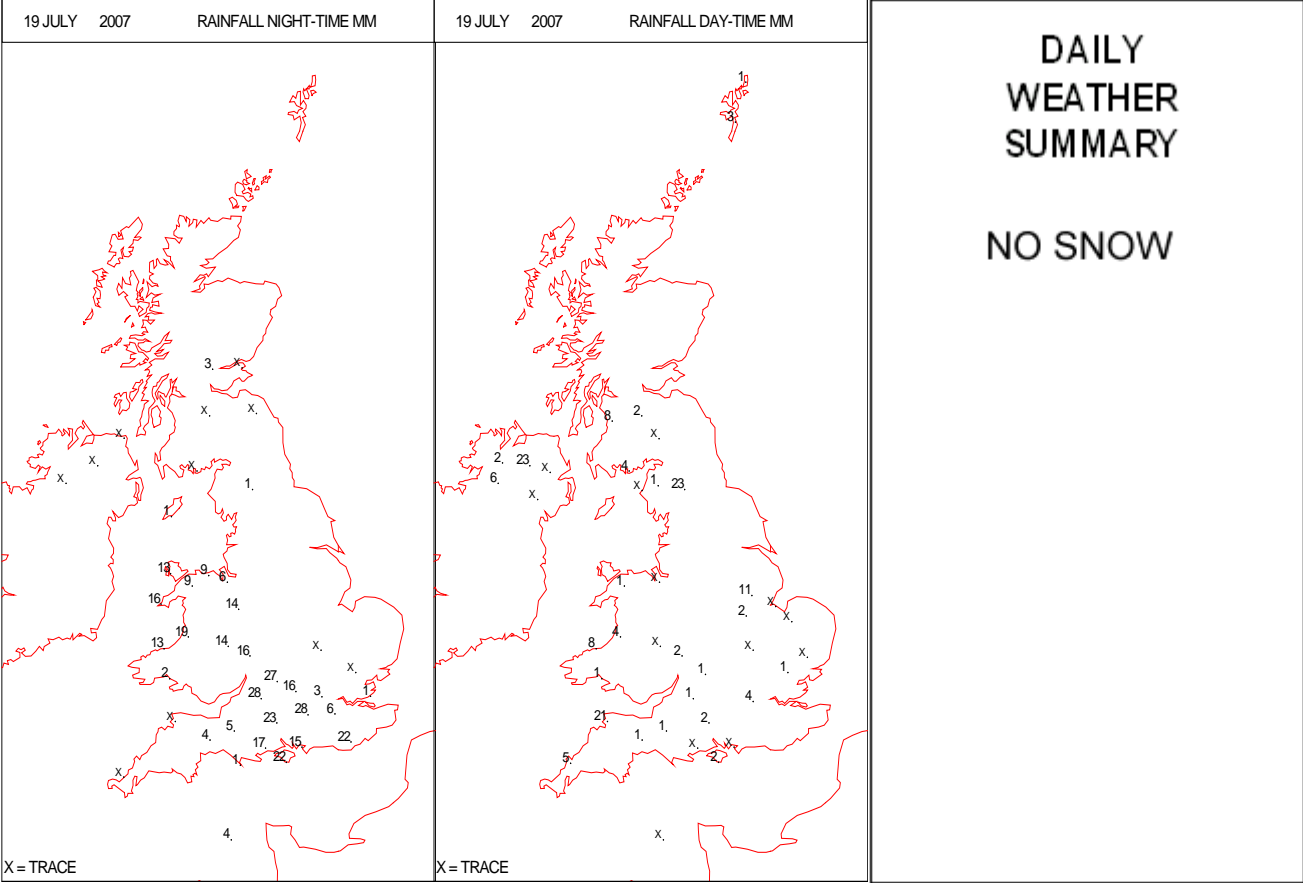 19 JULY 2007 RAINFALL NIGHT-TIME MM
3. X.
X. X.
X.
X.
X. X.
1.
1.
13 9. 6.
9.
16 14.
19.
13 14. 16.
X.
X.
2. 27. 16. 3. 1.
28.
28. 6.
X. 23.
5.
4. 17. 15. 22.
1. 22.
X.
4.
X = TRACE
19 JULY 2007 RAINFALL DAY-TIME MM
1.
3.
8. 2.
X.
2. 23. X. 4.
6. X. 1. 23.
X.
1. X.
11.
X.
2. X.
4.
8. X. 2. X. X.
1. 1. 1.
1. 4.
21. 2.
1.
1. X. X.
5. 2.
X.
X = TRACE
DAILY
WEATHER
SUMMARY
NO SNOW